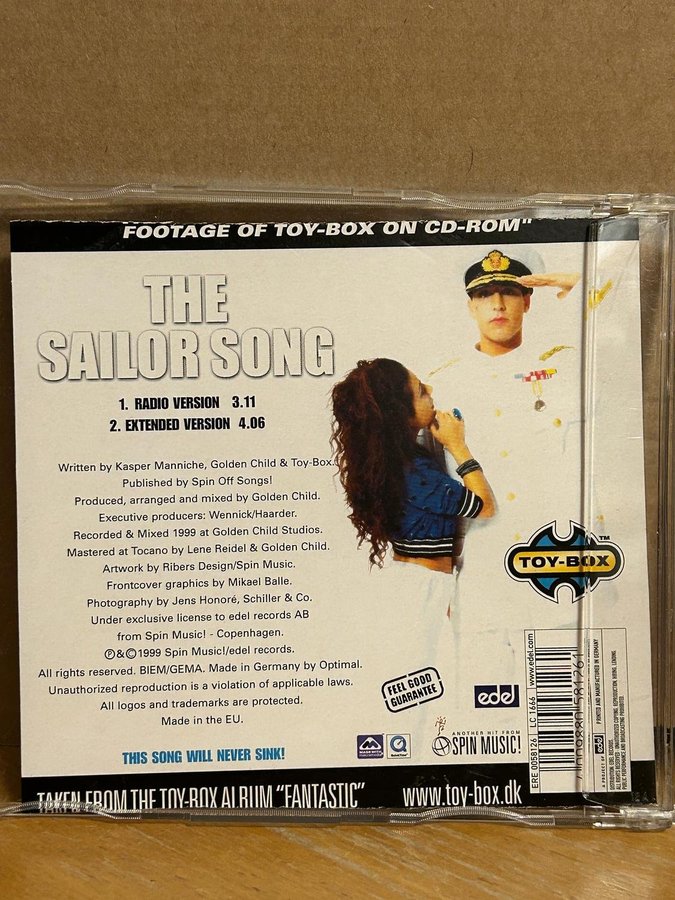 FOOTAGE OF TOY-BOX ON CD-ROM"
THE
SAILOR SONG
1. RADIO VERSION 3.11
2. EXTENDED VERSION 4.06
Written by Kasper Manniche, Golden Child & Toy-Box.
Published by Spin Off Songs!
Produced, arranged and mixed by Golden Child.
Executive producers: Wennick/Haarder.
Recorded & Mixed 1999 at Golden Child Studios.
Mastered at Tocano by Lene Reidel & Golden Child.
Artwork by Ribers Design/Spin Music.
Frontcover graphics by Mikael Balle.
Photography by Jens Honoré, Schiller & Co.
Under exclusive license to edel records AB
from Spin Music! - Copenhagen.
℗&©1999 Spin Music!/edel records.
All rights reserved. BIEM/GEMA. Made in Germany by Optimal.
Unauthorized reproduction is a violation of applicable laws.
All logos and trademarks are protected.
Made in the EU.
THIS SONG WILL NEVER SINK!
TOY-BOX™
FEEL GOOD
GUARANTEE
edel
ANOTHER HIT FROM
SPIN MUSIC!
ERE 0058126 LC 1666
www.edel.com
581261
edel
PRINTED AND MANUFACTURED IN GERMANY
TAKEN FROM THE TOY-BOX ALBUM "FANTASTIC"
www.toy-box.dk